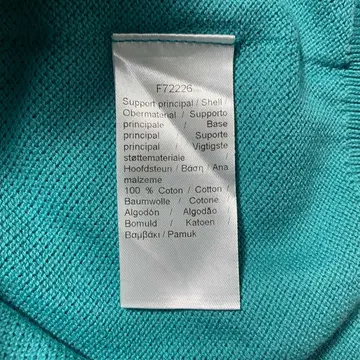 F72226
Support principal / Shell /
Obermaterial / Supporto
principale / Base
principal / Suporte
principal / Vigtigste
støttemateriale /
Hoofdsteun / Βάση / Ana
malzeme
100 % Coton / Cotton /
Baumwolle / Cotone /
Algodón / Algodão /
Bomuld / Katoen /
Βαμβάκι / Pamuk